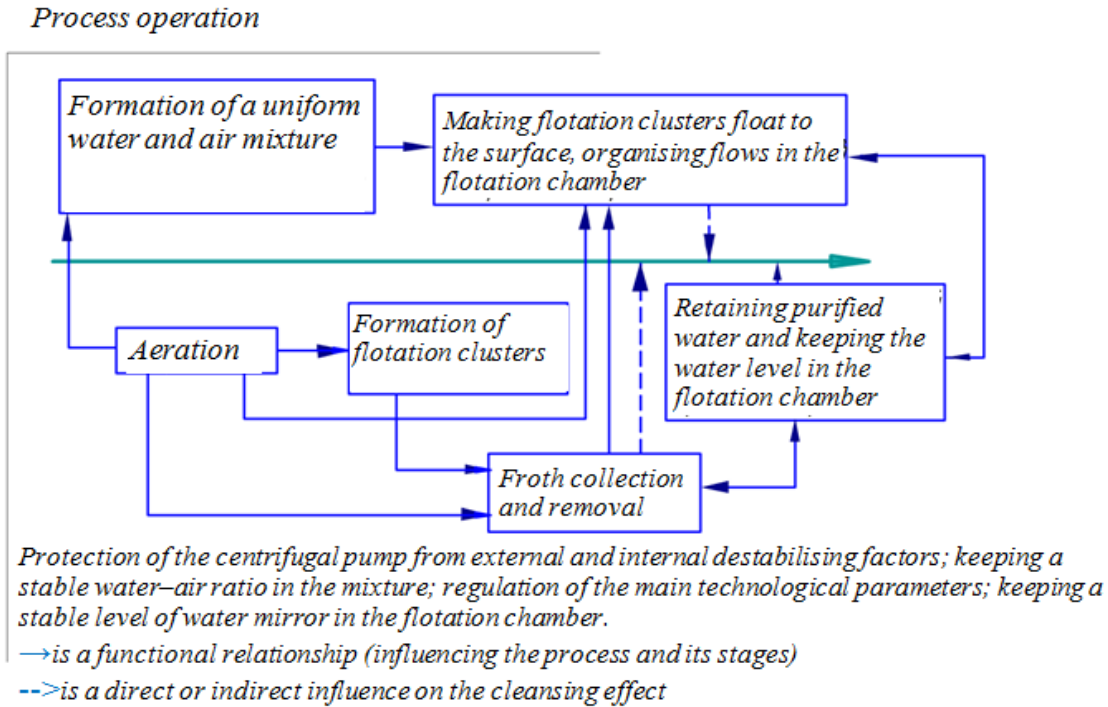 Process operation
Formation of a uniform
water and air mixture
Making flotation clusters float to
the surface, organising flows in the
flotation chamber
Aeration
Formation of
flotation clusters
Retaining purified
water and keeping the
water level in the
flotation chamber
Froth collection
and removal
Protection of the centrifugal pump from external and internal destabilising factors; keeping a
stable water–air ratio in the mixture; regulation of the main technological parameters; keeping a
stable level of water mirror in the flotation chamber.
→is a functional relationship (influencing the process and its stages)
-->is a direct or indirect influence on the cleansing effect